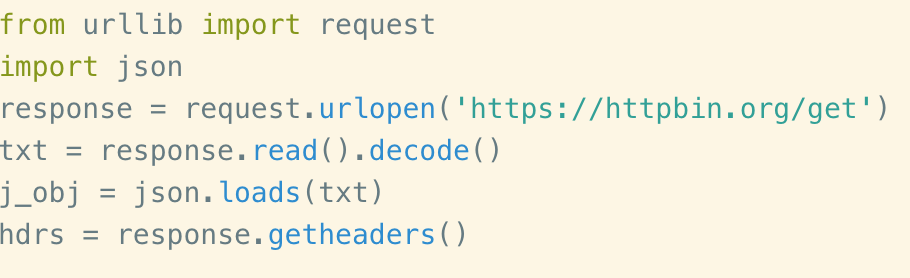 from urllib import request
import json
response = request.urlopen('https://httpbin.org/get')
txt = response.read().decode()
j_obj = json.loads(txt)
hdrs = response.getheaders()